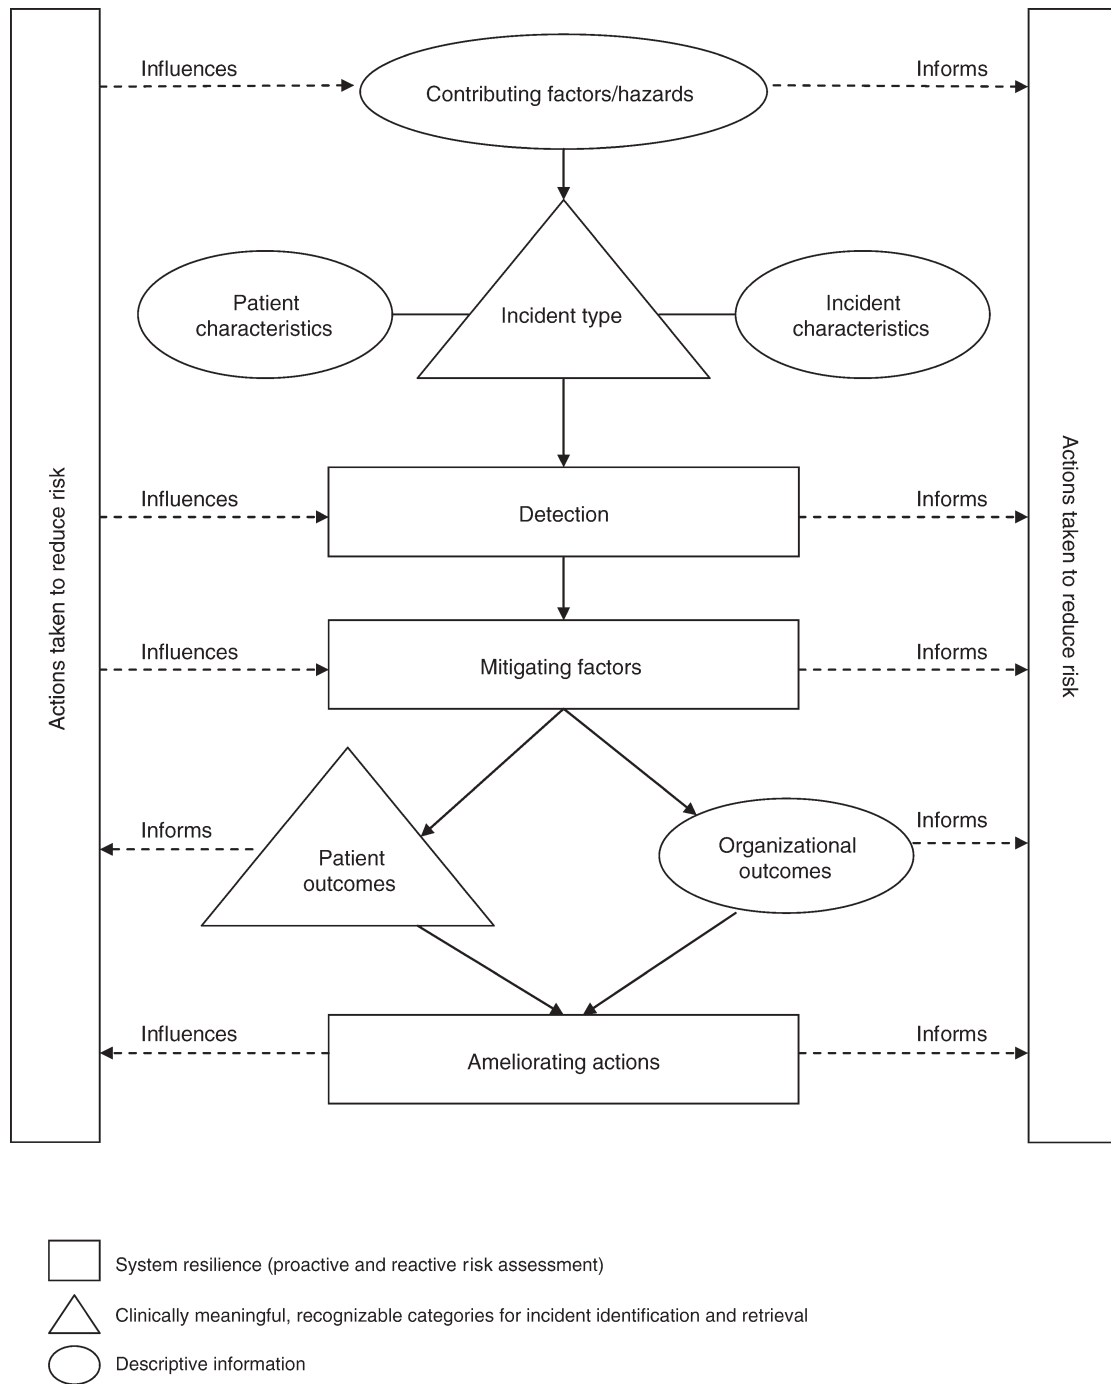 Influences
Contributing factors/hazards
Informs
Patient
characteristics
Incident type
Incident
characteristics
Actions taken to reduce risk
Actions taken to reduce risk
Influences
Detection
Informs
Influences
Mitigating factors
Informs
Informs
Patient
outcomes
Organizational
outcomes
Informs
Influences
Ameliorating actions
Informs
System resilience (proactive and reactive risk assessment)
Clinically meaningful, recognizable categories for incident identification and retrieval
Descriptive information